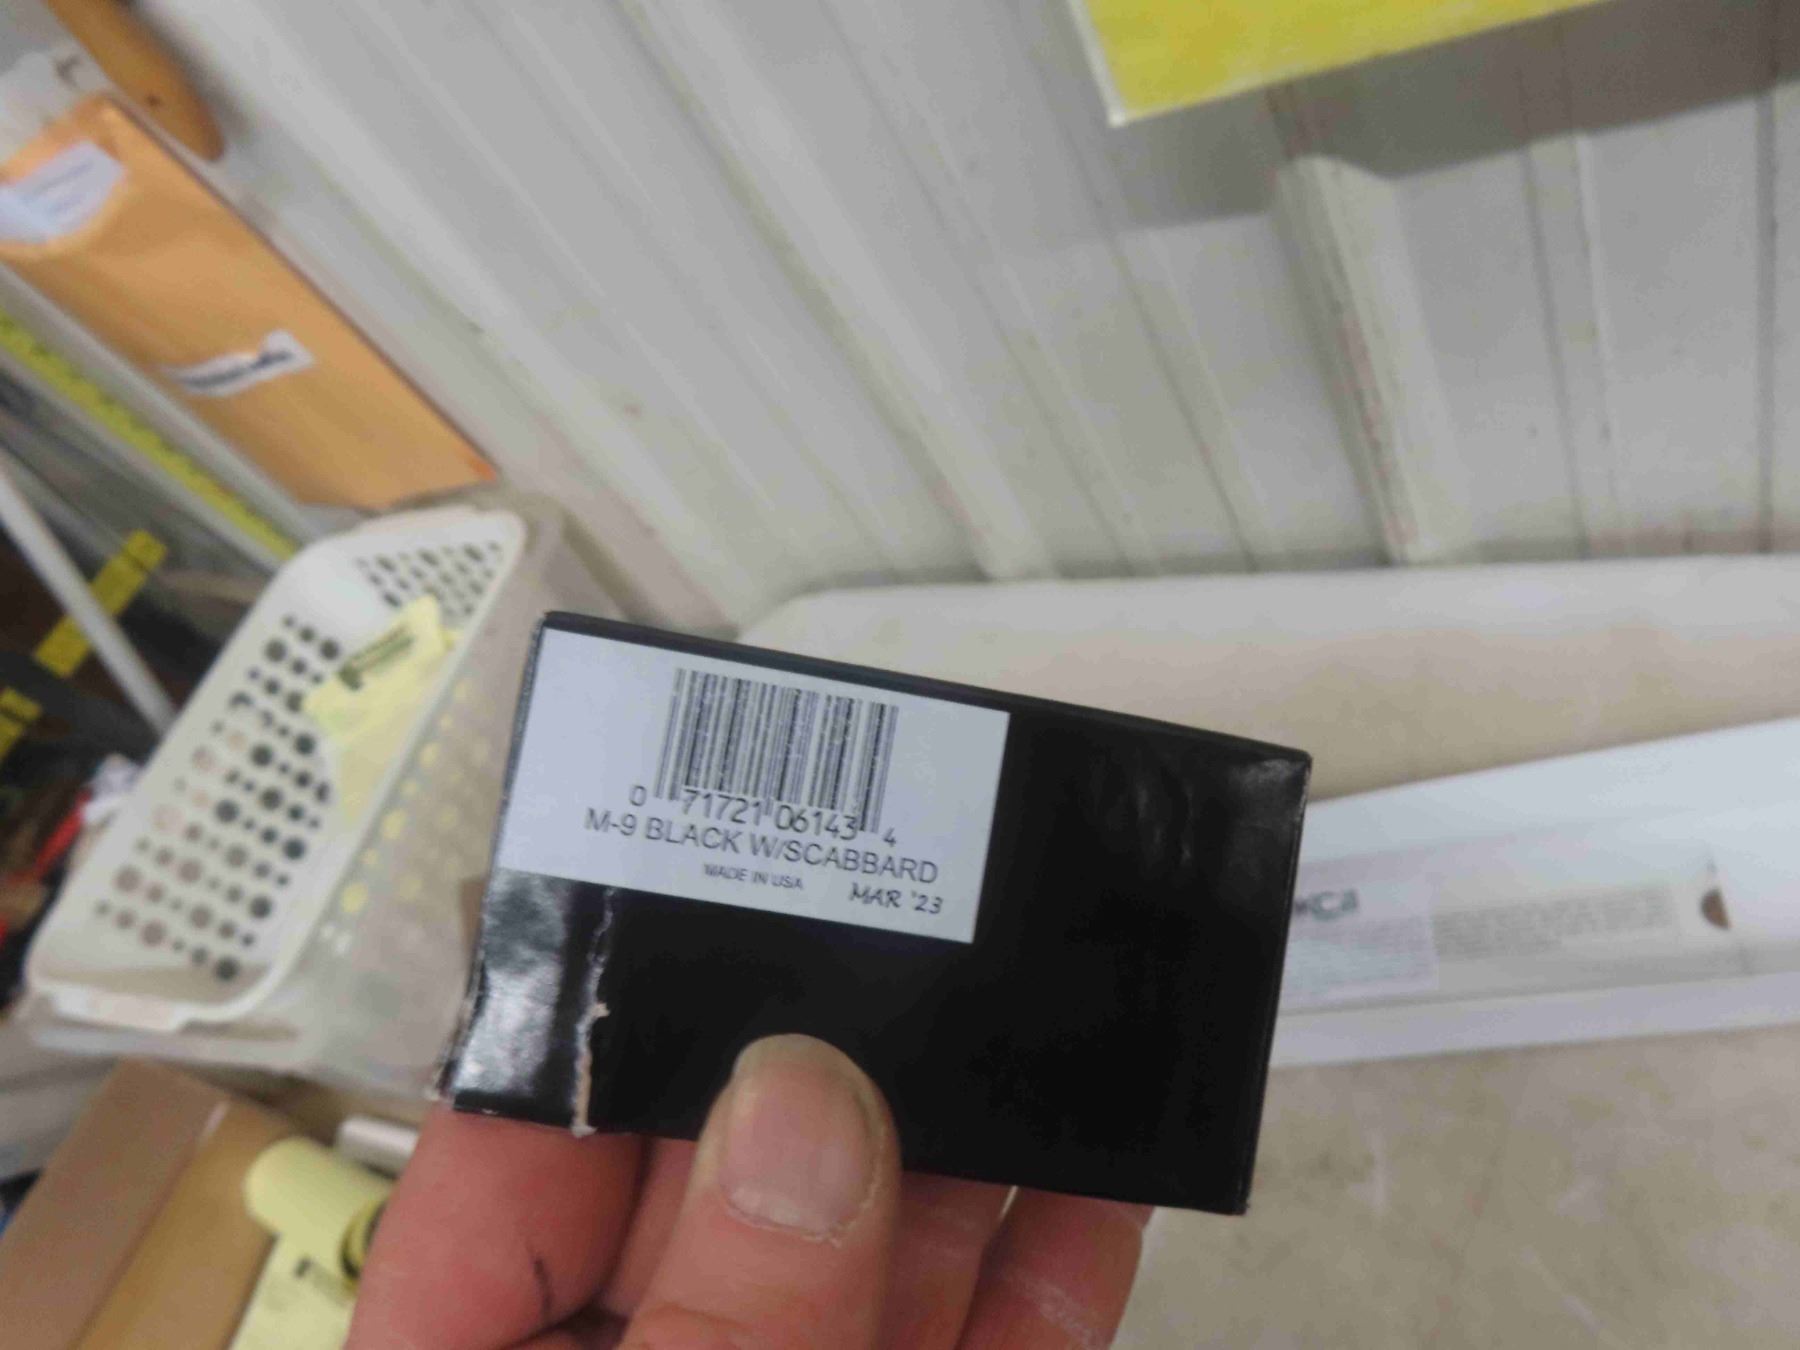 0 71721 06143 4
M-9 BLACK W/SCABBARD
MADE IN USA
MAR '23